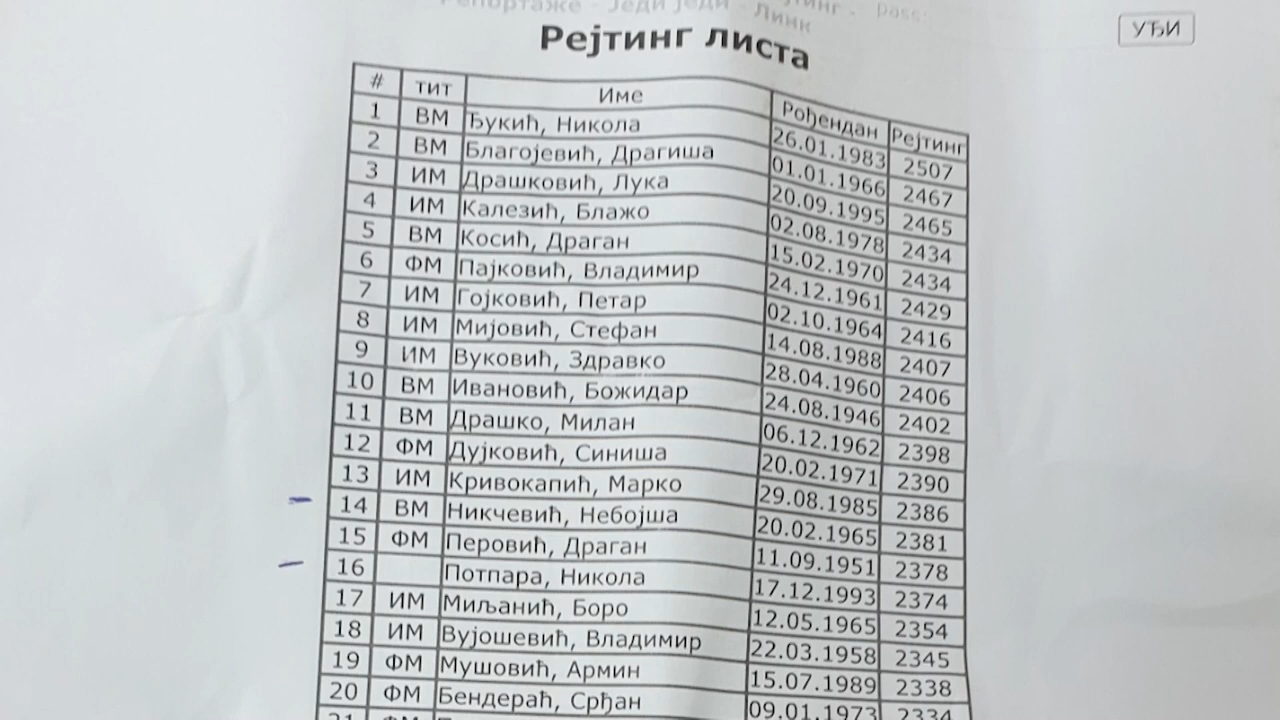 Репортаже - Једи једи - Линк
pass:
УЂИ
Рејтинг листа
# тит Име Рођендан Рејтинг
1 ВМ Ђукић, Никола 26.01.1983 2507
2 ВМ Благојевић, Драгиша 01.01.1966 2467
3 ИМ Драшковић, Лука 20.09.1995 2465
4 ИМ Калезић, Блажо 02.08.1978 2434
5 ВМ Косић, Драган 15.02.1970 2434
6 ФМ Пајковић, Владимир 24.12.1961 2429
7 ИМ Гојковић, Петар 02.10.1964 2416
8 ИМ Мијовић, Стефан 14.08.1988 2407
9 ИМ Вуковић, Здравко 28.04.1960 2406
10 ВМ Ивановић, Божидар 24.08.1946 2402
11 ВМ Драшко, Милан 06.12.1962 2398
12 ФМ Дујковић, Синиша 20.02.1971 2390
13 ИМ Кривокапић, Марко 29.08.1985 2386
14 ВМ Никчевић, Небојша 20.02.1965 2381
15 ФМ Перовић, Драган 11.09.1951 2378
16 Потпара, Никола 17.12.1993 2374
17 ИМ Миљанић, Боро 12.05.1965 2354
18 ИМ Вујошевић, Владимир 22.03.1958 2345
19 ФМ Мушовић, Армин 15.07.1989 2338
20 ФМ Бендераћ, Срђан 09.01.1973 2334